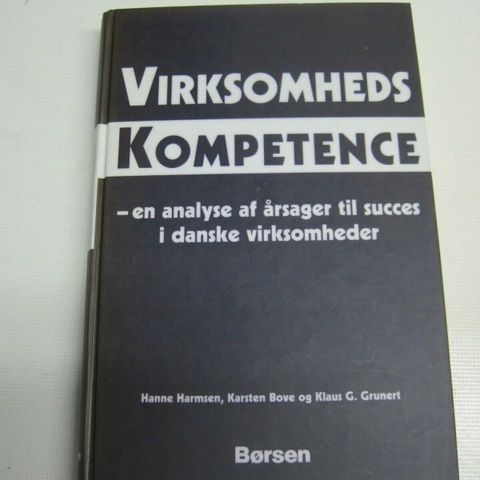 VIRKSOMHEDS
KOMPETENCE
– en analyse af årsager til succes
i danske virksomheder
Hanne Harmsen, Karsten Bove og Klaus G. Grunert
Børsen